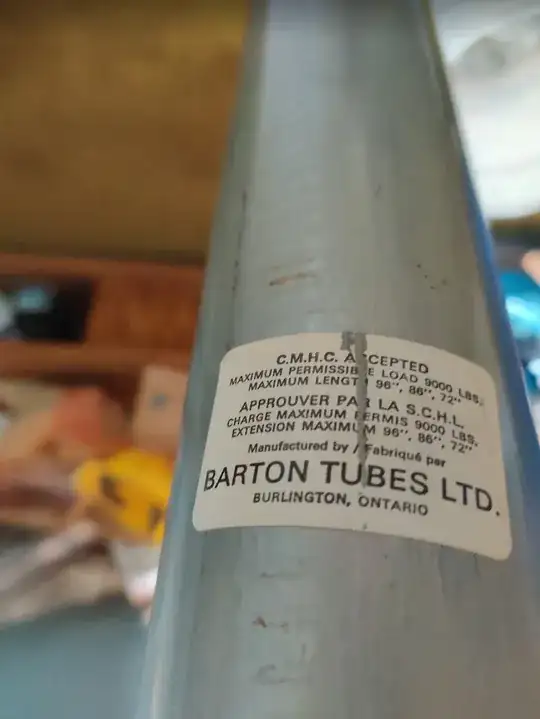 C.M.H.C. ACCEPTED
MAXIMUM PERMISSIBLE LOAD 9000 LBS.
MAXIMUM LENGTH 96", 86", 72"
APPROUVER PAR LA S.C.H.L.
CHARGE MAXIMUM PERMIS 9000 LBS.
EXTENSION MAXIMUM 96", 86", 72"
Manufactured by / Fabriqué par
BARTON TUBES LTD.
BURLINGTON, ONTARIO